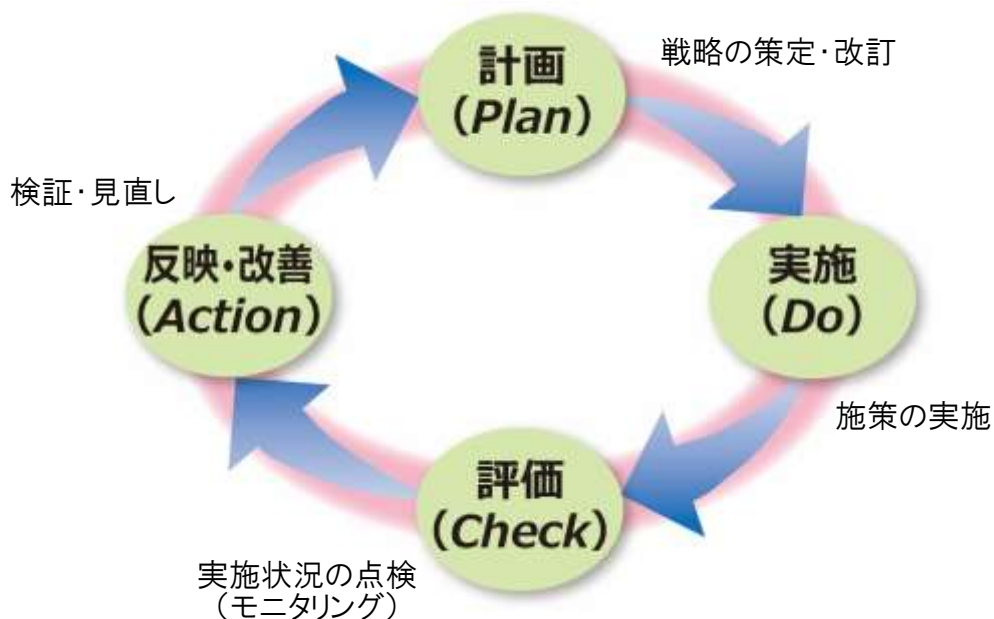 計画
(Plan)
戦略の策定・改訂
実施
(Do)
施策の実施
評価
(Check)
実施状況の点検
(モニタリング)
反映・改善
(Action)
検証・見直し